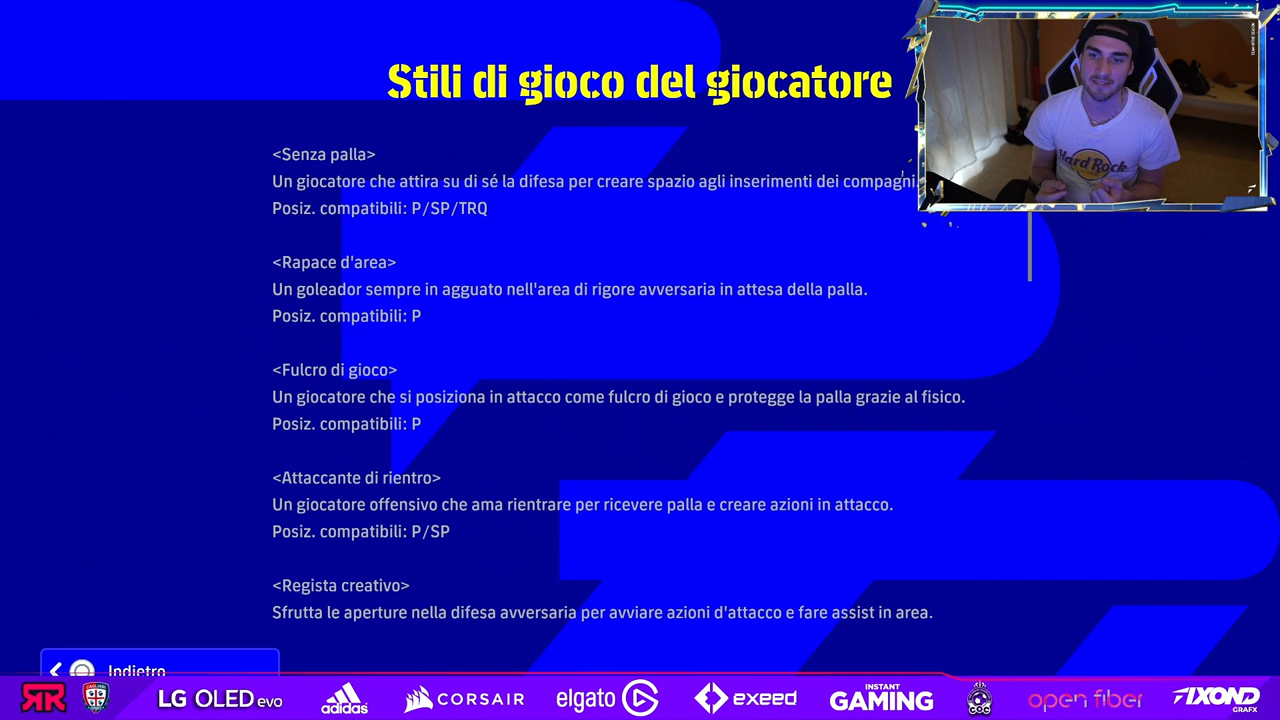 Stili di gioco del giocatore
<Senza palla>
Un giocatore che attira su di sé la difesa per creare spazio agli inserimenti dei compagni.
Posiz. compatibili: P/SP/TRQ
<Rapace d'area>
Un goleador sempre in agguato nell'area di rigore avversaria in attesa della palla.
Posiz. compatibili: P
<Fulcro di gioco>
Un giocatore che si posiziona in attacco come fulcro di gioco e protegge la palla grazie al fisico.
Posiz. compatibili: P
<Attaccante di rientro>
Un giocatore offensivo che ama rientrare per ricevere palla e creare azioni in attacco.
Posiz. compatibili: P/SP
<Regista creativo>
Sfrutta le aperture nella difesa avversaria per avviare azioni d'attacco e fare assist in area.
Indietro
Hard Rock
LG OLED evo
adidas
CORSAIR
elgato
exeed
INSTANT
GAMING
COC
open fiber
IXOND
GRAFX